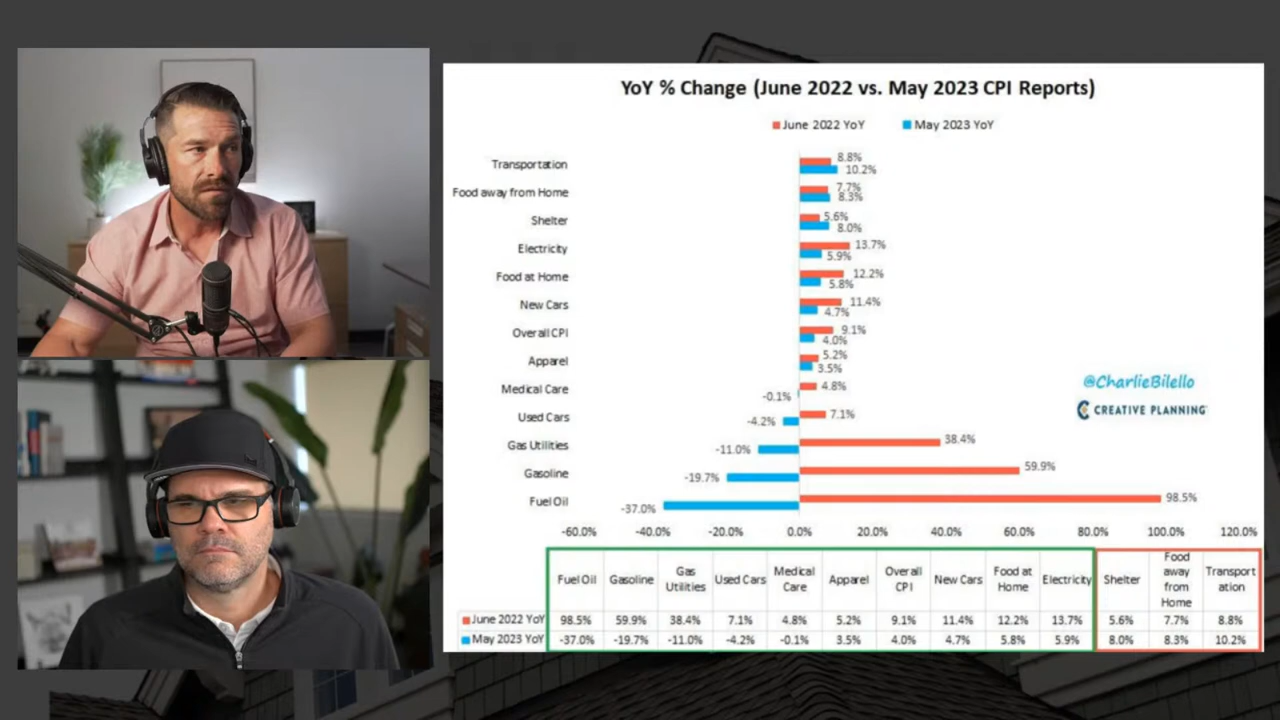 YoY % Change (June 2022 vs. May 2023 CPI Reports)
June 2022 YoY May 2023 YoY
Transportation 8.8% 10.2%
Food away from Home 7.7% 8.3%
Shelter 5.6% 8.0%
Electricity 13.7% 5.9%
Food at Home 12.2% 5.8%
New Cars 11.4% 4.7%
Overall CPI 9.1% 4.0%
Apparel 5.2% 3.5%
Medical Care -0.1% 4.8%
Used Cars -4.2% 7.1%
Gas Utilities -11.0% 38.4%
Gasoline -19.7% 59.9%
Fuel Oil -37.0% 98.5%
@CharlieBilello
CREATIVE PLANNING
-60.0% -40.0% -20.0% 0.0% 20.0% 40.0% 60.0% 80.0% 100.0% 120.0%
Fuel Oil Gasoline Gas Utilities Used Cars Medical Care Apparel Overall CPI New Cars Food at Home Electricity Shelter Food away from Home Transportation
June 2022 YoY 98.5% 59.9% 38.4% 7.1% 4.8% 5.2% 9.1% 11.4% 12.2% 13.7% 5.6% 7.7% 8.8%
May 2023 YoY -37.0% -19.7% -11.0% -4.2% -0.1% 3.5% 4.0% 4.7% 5.8% 5.9% 8.0% 8.3% 10.2%